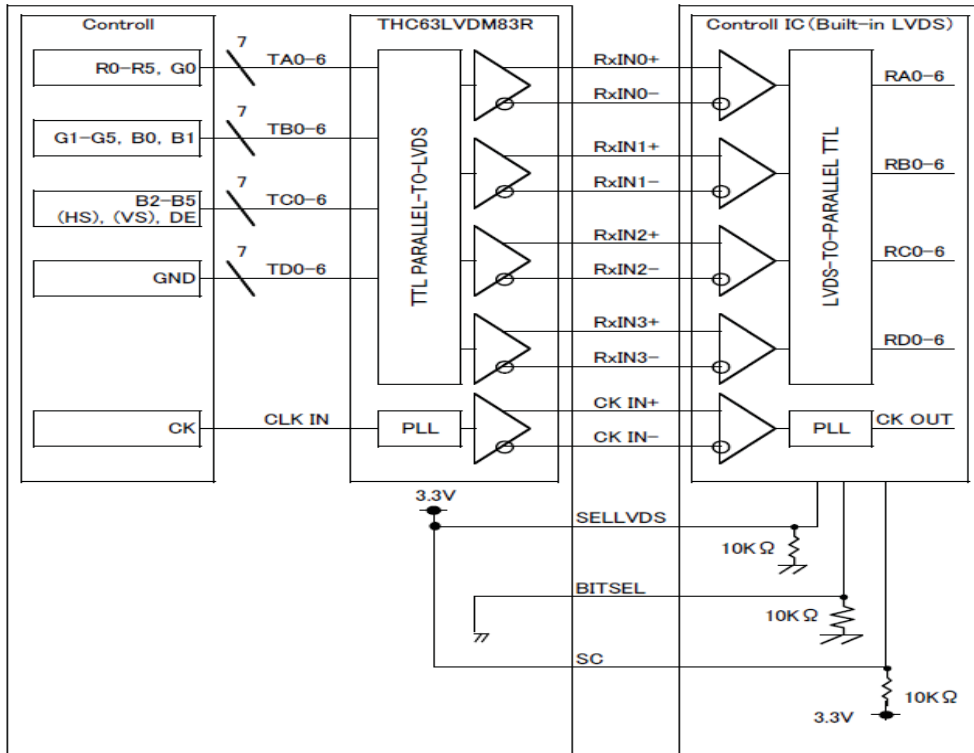 Controll
THC63LVDM83R
Controll IC(Built-in LVDS)
R0-R5, G0
7
TA0-6
RxIN0+
RxIN0-
RA0-6
G1-G5, B0, B1
7
TB0-6
RxIN1+
RxIN1-
RB0-6
B2-B5
(HS), (VS), DE
7
TC0-6
RxIN2+
RxIN2-
RC0-6
GND
7
TD0-6
RxIN3+
RxIN3-
RD0-6
TTL PARALLEL-TO-LVDS
LVDS-TO-PARALLEL TTL
CK
CLK IN
PLL
CK IN+
CK IN-
PLL
CK OUT
3.3V
SELLVDS
10KΩ
BITSEL
10KΩ
SC
10KΩ
3.3V